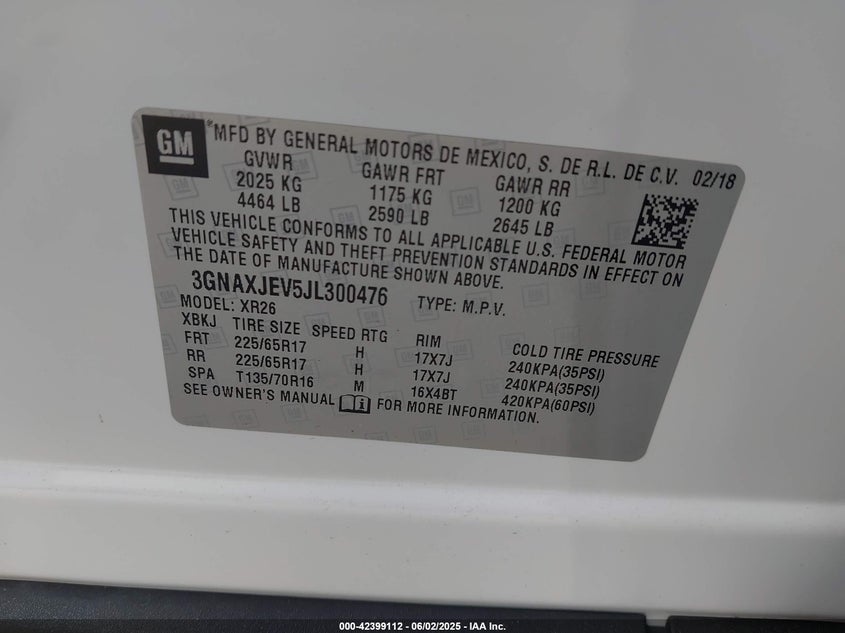 GM
*MFD BY GENERAL MOTORS DE MEXICO, S. DE R.L. DE C.V. 02/18
GVWR GAWR FRT GAWR RR
2025 KG 1175 KG 1200 KG
4464 LB 2590 LB 2645 LB
THIS VEHICLE CONFORMS TO ALL APPLICABLE U.S. FEDERAL MOTOR
VEHICLE SAFETY AND THEFT PREVENTION STANDARDS IN EFFECT ON
THE DATE OF MANUFACTURE SHOWN ABOVE.
3GNAXJEV5JL300476 TYPE: M.P.V.
MODEL: XR26
XBKJ TIRE SIZE SPEED RTG RIM COLD TIRE PRESSURE
FRT 225/65R17 H 17X7J 240KPA(35PSI)
RR 225/65R17 H 17X7J 240KPA(35PSI)
SPA T135/70R16 M 16X4BT 420KPA(60PSI)
SEE OWNER'S MANUAL FOR MORE INFORMATION.
000-42399112 - 06/02/2025 - IAA Inc.